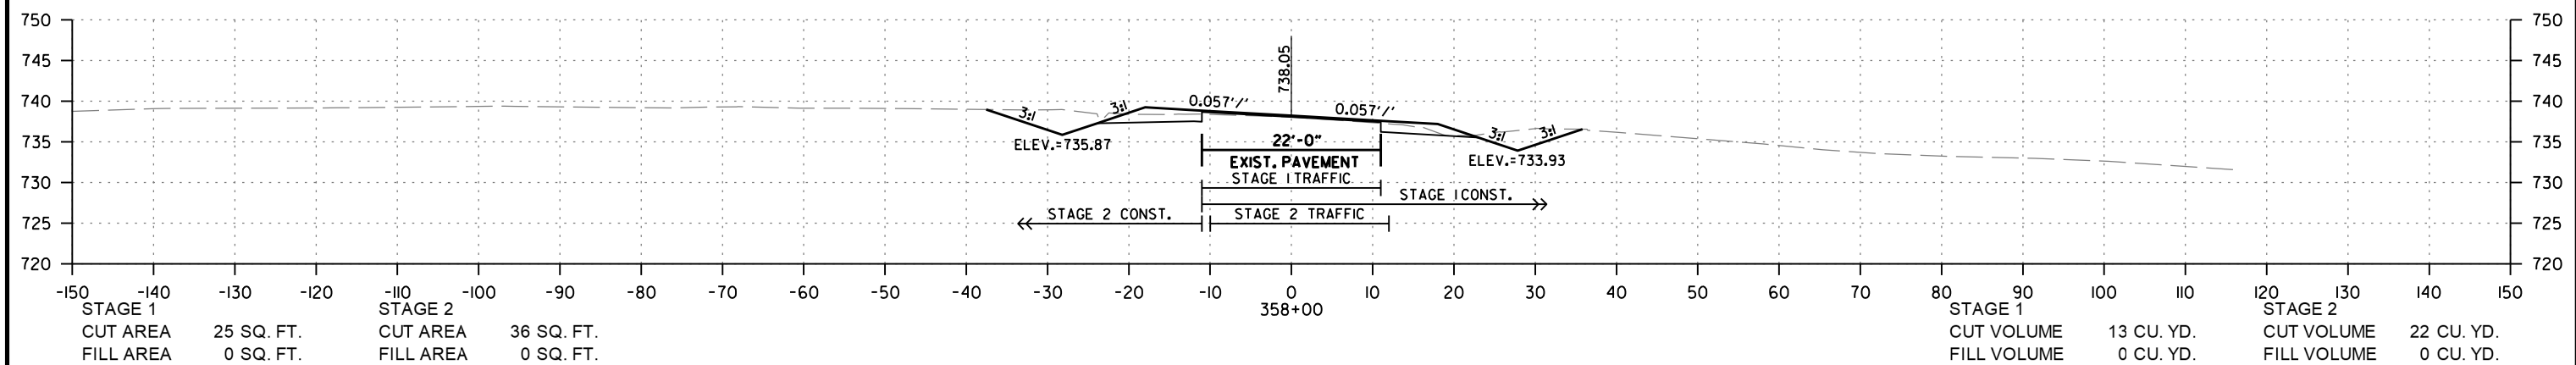 750 750
745 745
740 740
735 735
730 730
725 725
720 720
738.05
3:1 3:1 0.057'/' 0.057'/' 3:1 3:1
ELEV.=735.87 22'-0" ELEV.=733.93
EXIST. PAVEMENT
STAGE 1 TRAFFIC
STAGE 1 CONST.
STAGE 2 CONST. STAGE 2 TRAFFIC
-150 -140 -130 -120 -110 -100 -90 -80 -70 -60 -50 -40 -30 -20 -10 0 10 20 30 40 50 60 70 80 90 100 110 120 130 140 150
358+00
STAGE 1 STAGE 2 STAGE 1 STAGE 2
CUT AREA 25 SQ. FT. CUT AREA 36 SQ. FT. CUT VOLUME 13 CU. YD. CUT VOLUME 22 CU. YD.
FILL AREA 0 SQ. FT. FILL AREA 0 SQ. FT. FILL VOLUME 0 CU. YD. FILL VOLUME 0 CU. YD.